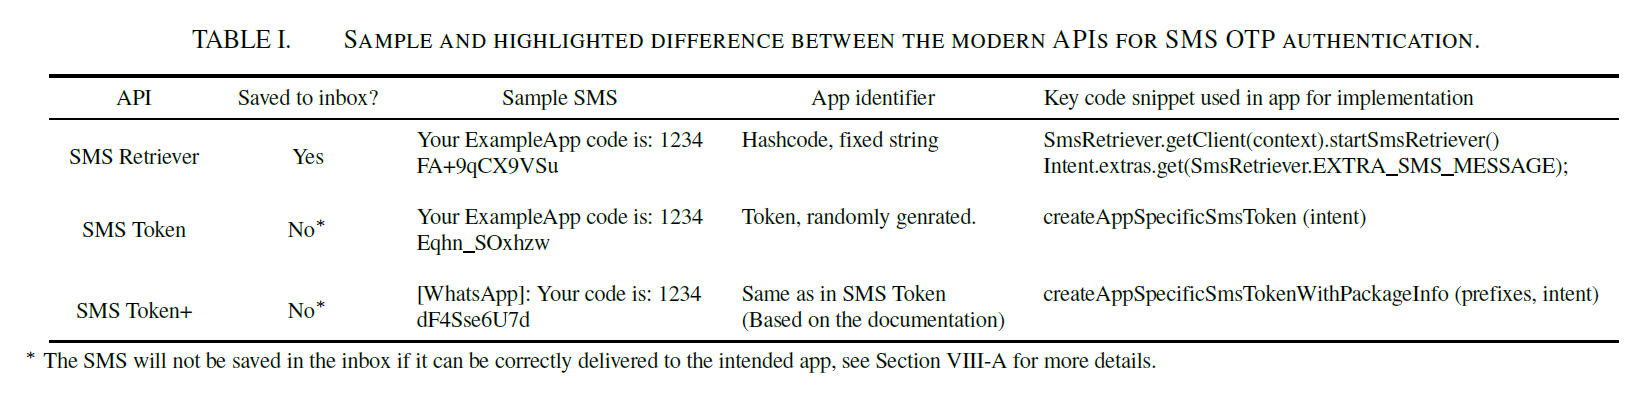 TABLE I. SAMPLE AND HIGHLIGHTED DIFFERENCE BETWEEN THE MODERN APIS FOR SMS OTP AUTHENTICATION.
API Saved to inbox? Sample SMS App identifier Key code snippet used in app for implementation
SMS Retriever Yes Your ExampleApp code is: 1234 Hashcode, fixed string SmsRetriever.getClient(context).startSmsRetriever()
FA+9qCX9VSu Intent.extras.get(SmsRetriever.EXTRA_SMS_MESSAGE);
SMS Token No* Your ExampleApp code is: 1234 Token, randomly genrated. createAppSpecificSmsToken (intent)
Eqhn_SOxhzw
SMS Token+ No* [WhatsApp]: Your code is: 1234 Same as in SMS Token createAppSpecificSmsTokenWithPackageInfo (prefixes, intent)
dF4Sse6U7d (Based on the documentation)
* The SMS will not be saved in the inbox if it can be correctly delivered to the intended app, see Section VIII-A for more details.